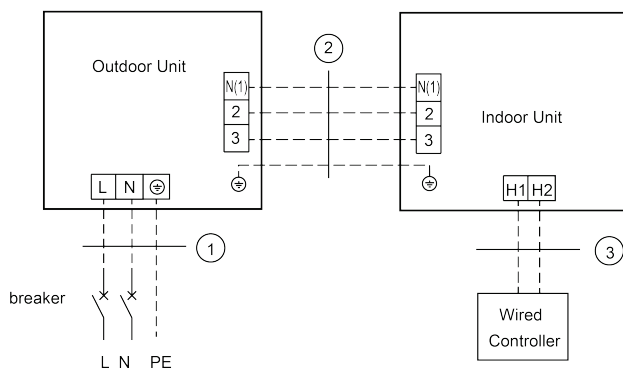 Outdoor Unit
N(1)
2
3
L N
1
breaker
L N PE
2
N(1)
2
3
Indoor Unit
H1 H2
3
Wired
Controller